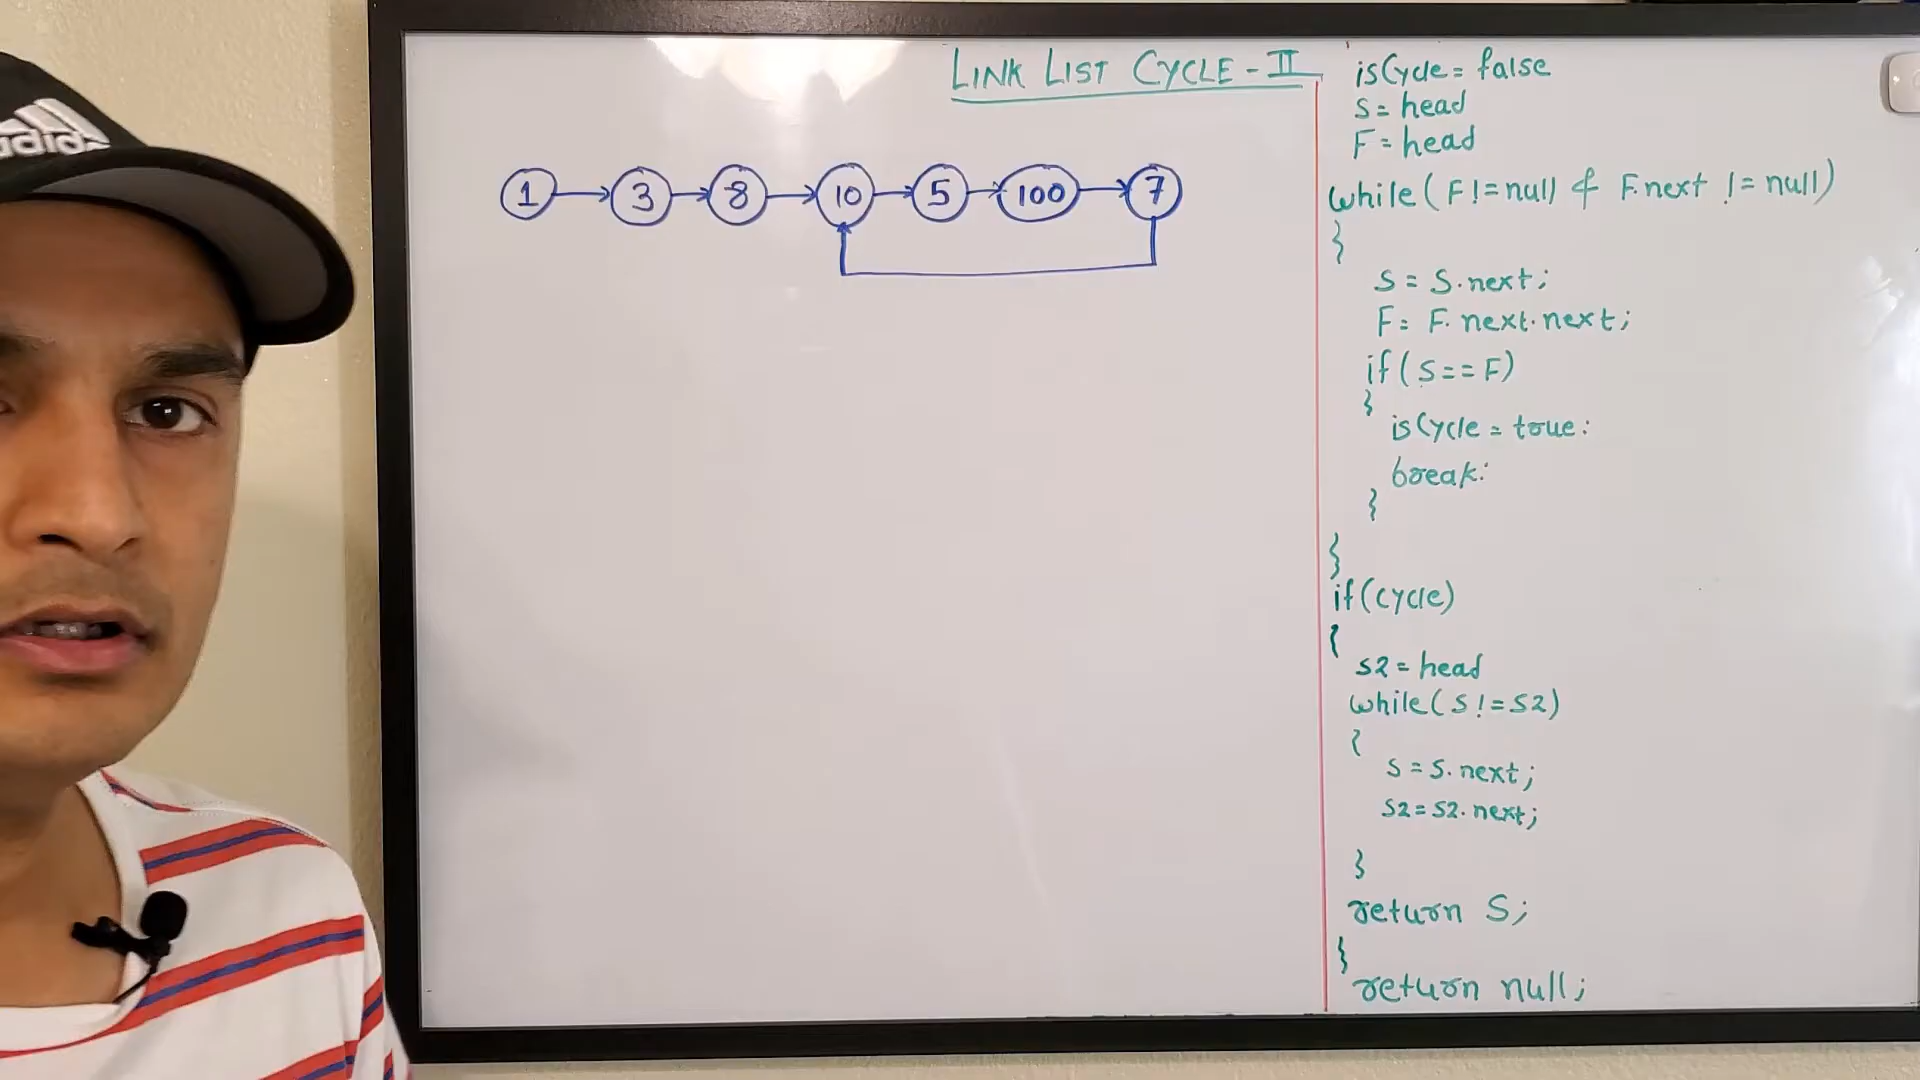 adidas
LINK LIST CYCLE - II
1 3 8 10 5 100 7
isCycle = false
S = head
F = head
while ( F != null & F.next != null)
}
S = S.next;
F = F.next.next;
if ( S == F)
}
isCycle = true:
break:
}
}
if (cycle)
{
S2 = head
while ( S != S2)
{
S = S.next;
S2 = S2.next;
}
return S;
}
return null;